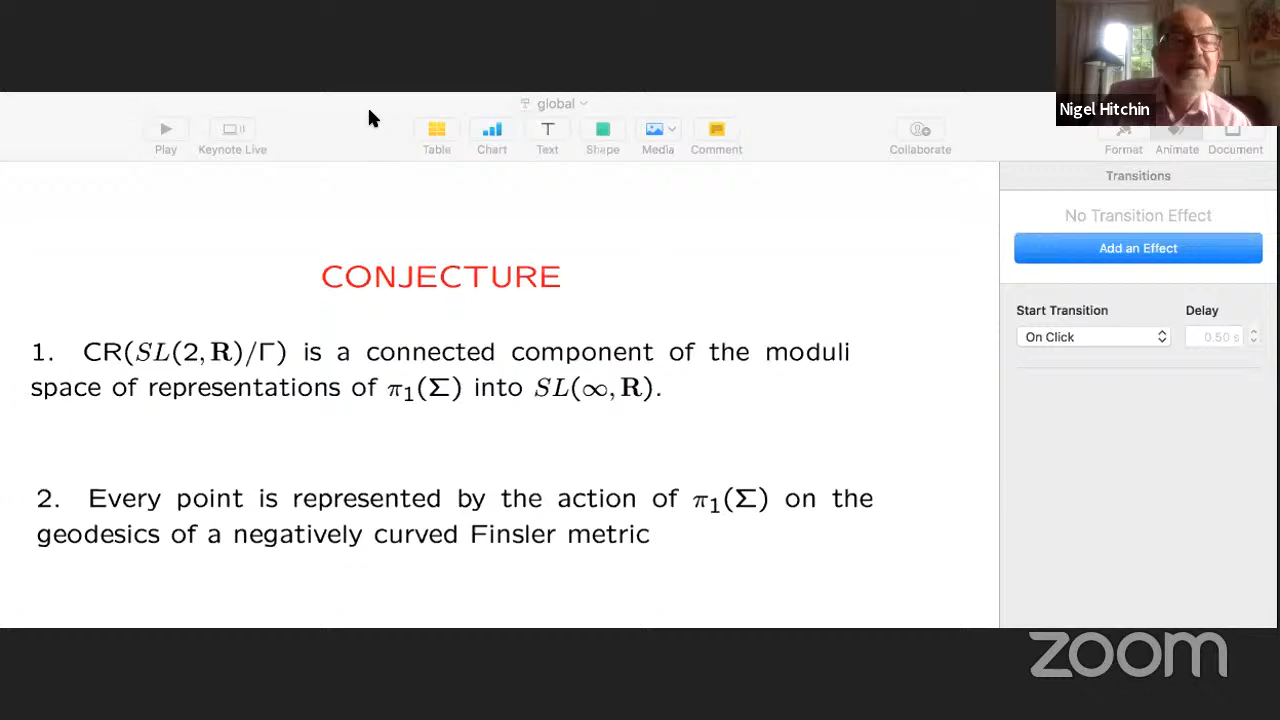 Nigel Hitchin
global
Play
Keynote Live
Table
Chart
Text
Shape
Media
Comment
Collaborate
Format
Animate
Document
Transitions
No Transition Effect
Add an Effect
Start Transition
Delay
On Click
0.50 s
CONJECTURE
1. CR(SL(2, R)/Γ) is a connected component of the moduli
space of representations of π₁(Σ) into SL(∞, R).
2. Every point is represented by the action of π₁(Σ) on the
geodesics of a negatively curved Finsler metric
zoom